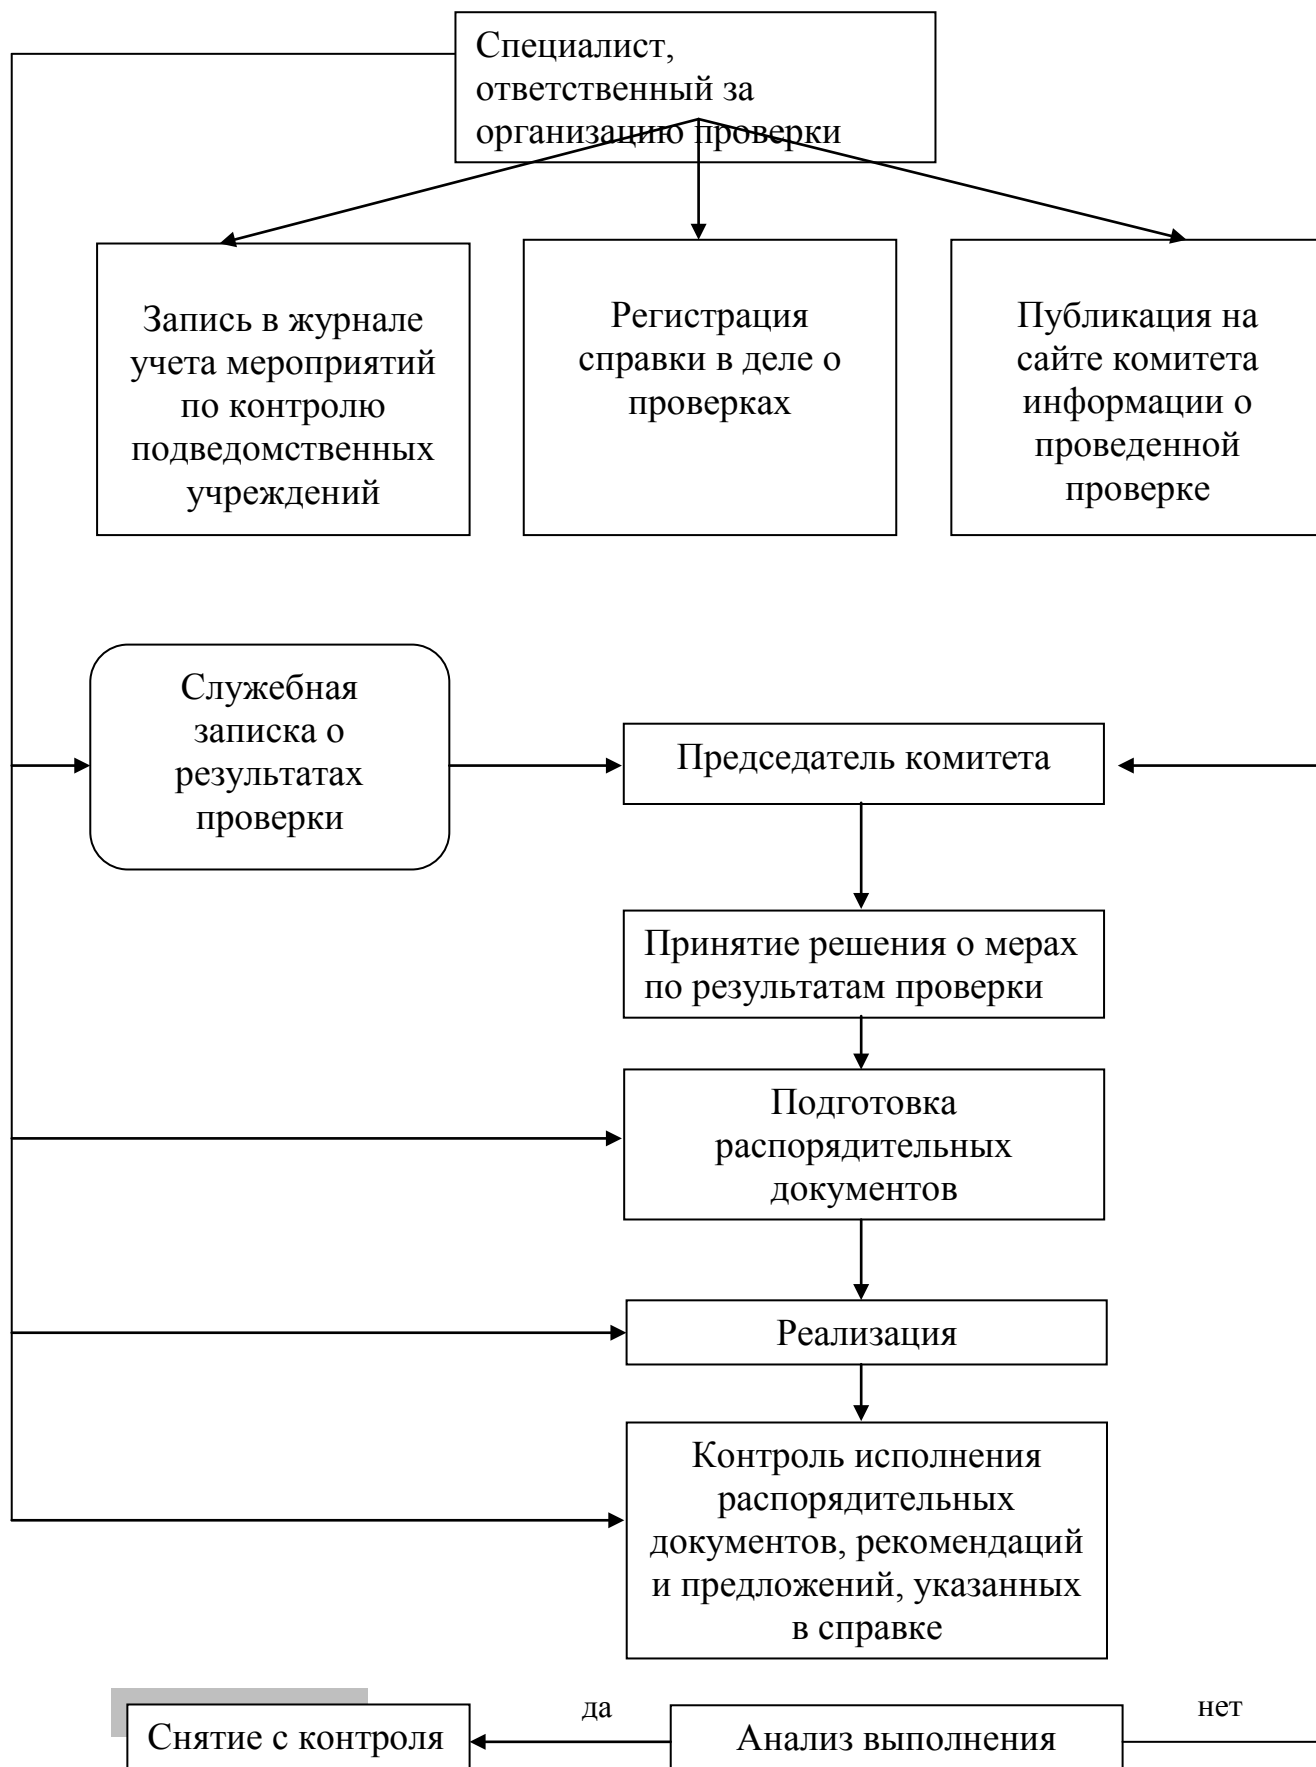 Специалист,
ответственный за
организацию проверки
Запись в журнале
учета мероприятий
по контролю
подведомственных
учреждений
Регистрация
справки в деле о
проверках
Публикация на
сайте комитета
информации о
проведенной
проверке
Служебная
записка о
результатах
проверки
Председатель комитета
Принятие решения о мерах
по результатам проверки
Подготовка
распорядительных
документов
Реализация
Контроль исполнения
распорядительных
документов, рекомендаций
и предложений, указанных
в справке
Снятие с контроля
да
Анализ выполнения
нет